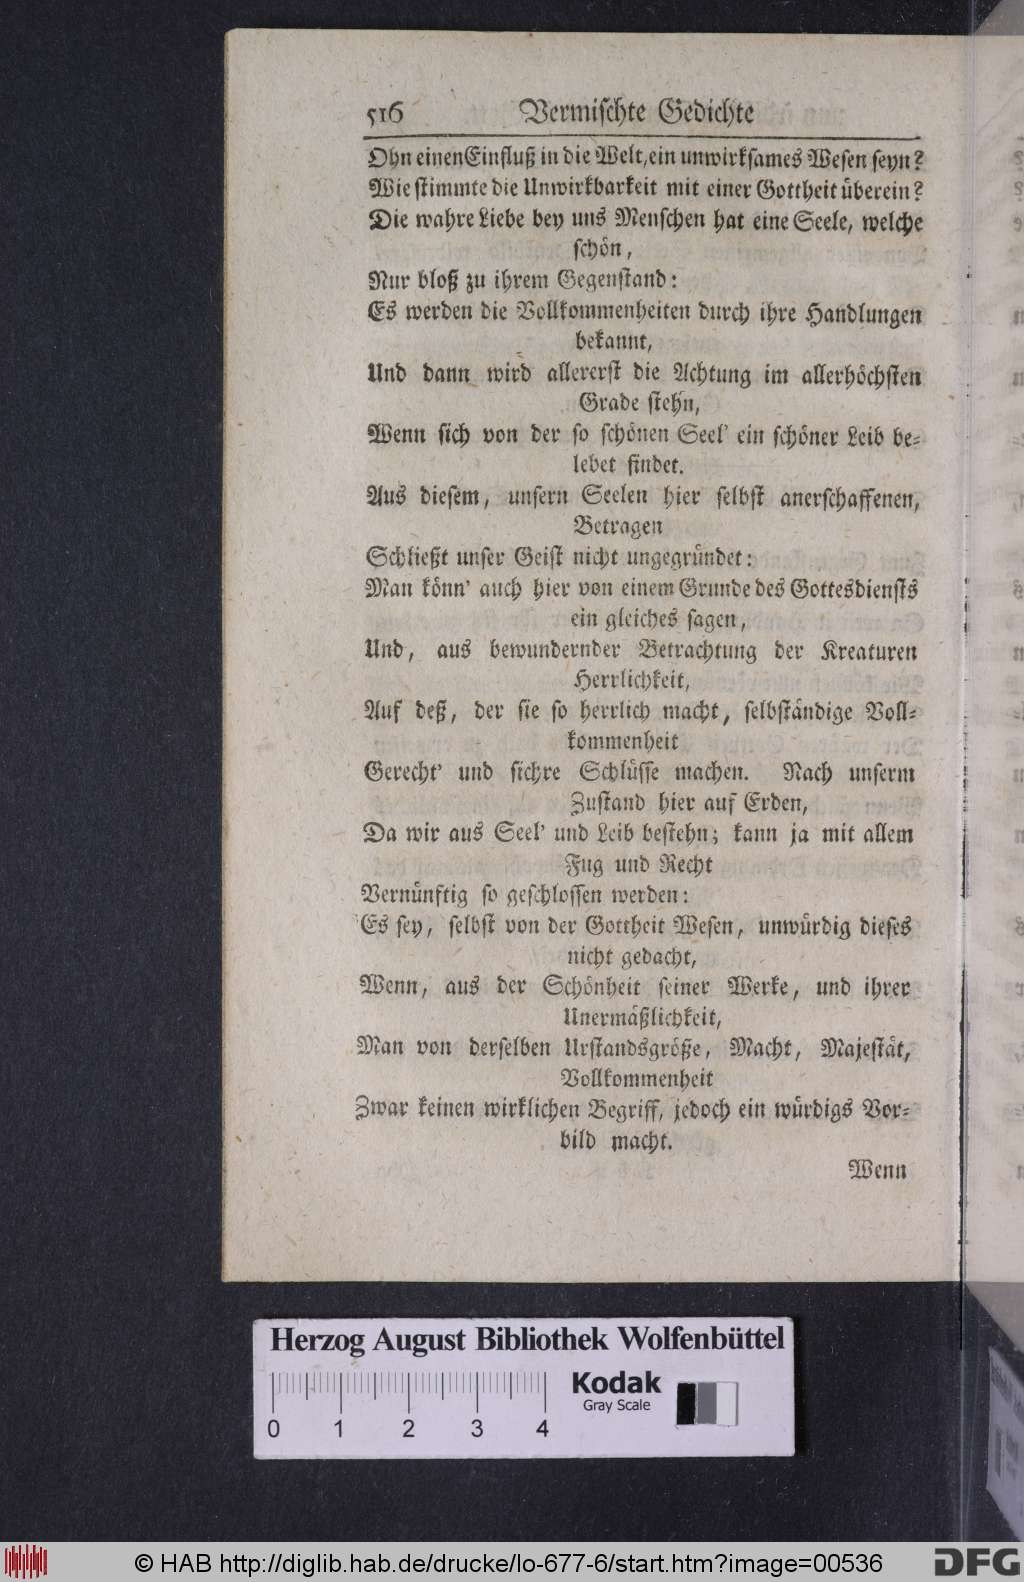 516 Vermischte Gedichte
Ohn einen Einfluß in die Welt, ein unwirksames Wesen seyn?
Wie stimmte die Unwirkbarkeit mit einer Gottheit überein?
Die wahre Liebe bey uns Menschen hat eine Seele, welche
schön,
Nur bloß zu ihrem Gegenstand:
Es werden die Vollkommenheiten durch ihre Handlungen
bekannt,
Und dann wird allererst die Achtung im allerhöchsten
Grade stehn,
Wenn sich von der so schönen Seel' ein schöner Leib be-
lebet findet.
Aus diesem, unsern Seelen hier selbst anerschaffenen,
Betragen
Schließt unser Geist nicht ungegründet:
Man könn' auch hier von einem Grunde des Gottesdiensts
ein gleiches sagen,
Und, aus bewundernder Betrachtung der Kreaturen
Herrlichkeit,
Auf deß, der sie so herrlich macht, selbständige Voll-
kommenheit
Gerecht' und sichre Schlüsse machen. Nach unserm
Zustand hier auf Erden,
Da wir aus Seel' und Leib bestehn; kann ja mit allem
Fug und Recht
Vernünftig so geschlossen werden:
Es sey, selbst von der Gottheit Wesen, unwürdig dieses
nicht gedacht,
Wenn, aus der Schönheit seiner Werke, und ihrer
Unermäßlichkeit,
Man von derselben Urstandsgröße, Macht, Majestät,
Vollkommenheit
Zwar keinen wirklichen Begriff, jedoch ein würdigs Vor-
bild macht.
Wenn
Herzog August Bibliothek Wolfenbüttel
Kodak
Gray Scale
0 1 2 3 4
© HAB http://diglib.hab.de/drucke/lo-677-6/start.htm?image=00536
DFG